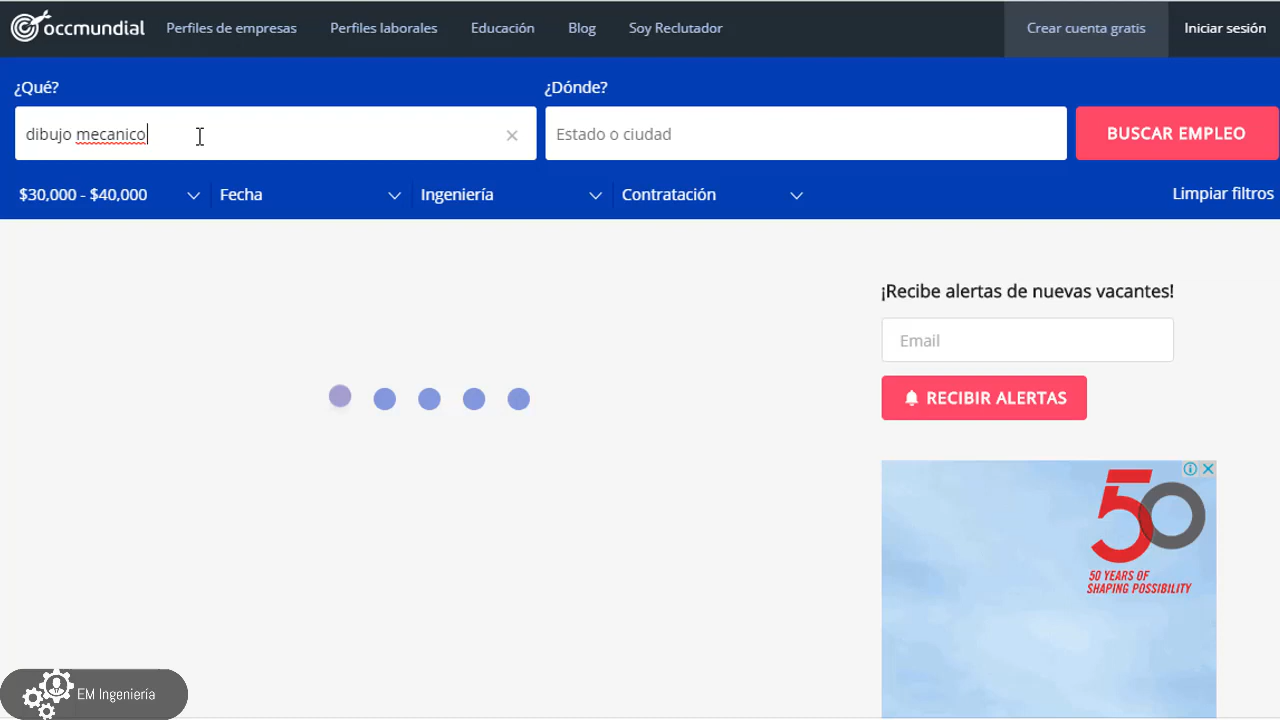 occmundial
Perfiles de empresas
Perfiles laborales
Educación
Blog
Soy Reclutador
Crear cuenta gratis
Iniciar sesión
¿Qué?
¿Dónde?
dibujo mecanico
Estado o ciudad
BUSCAR EMPLEO
$30,000 - $40,000
Fecha
Ingeniería
Contratación
Limpiar filtros
¡Recibe alertas de nuevas vacantes!
Email
RECIBIR ALERTAS
50
50 YEARS OF
SHAPING POSSIBILITY
EM Ingeniería